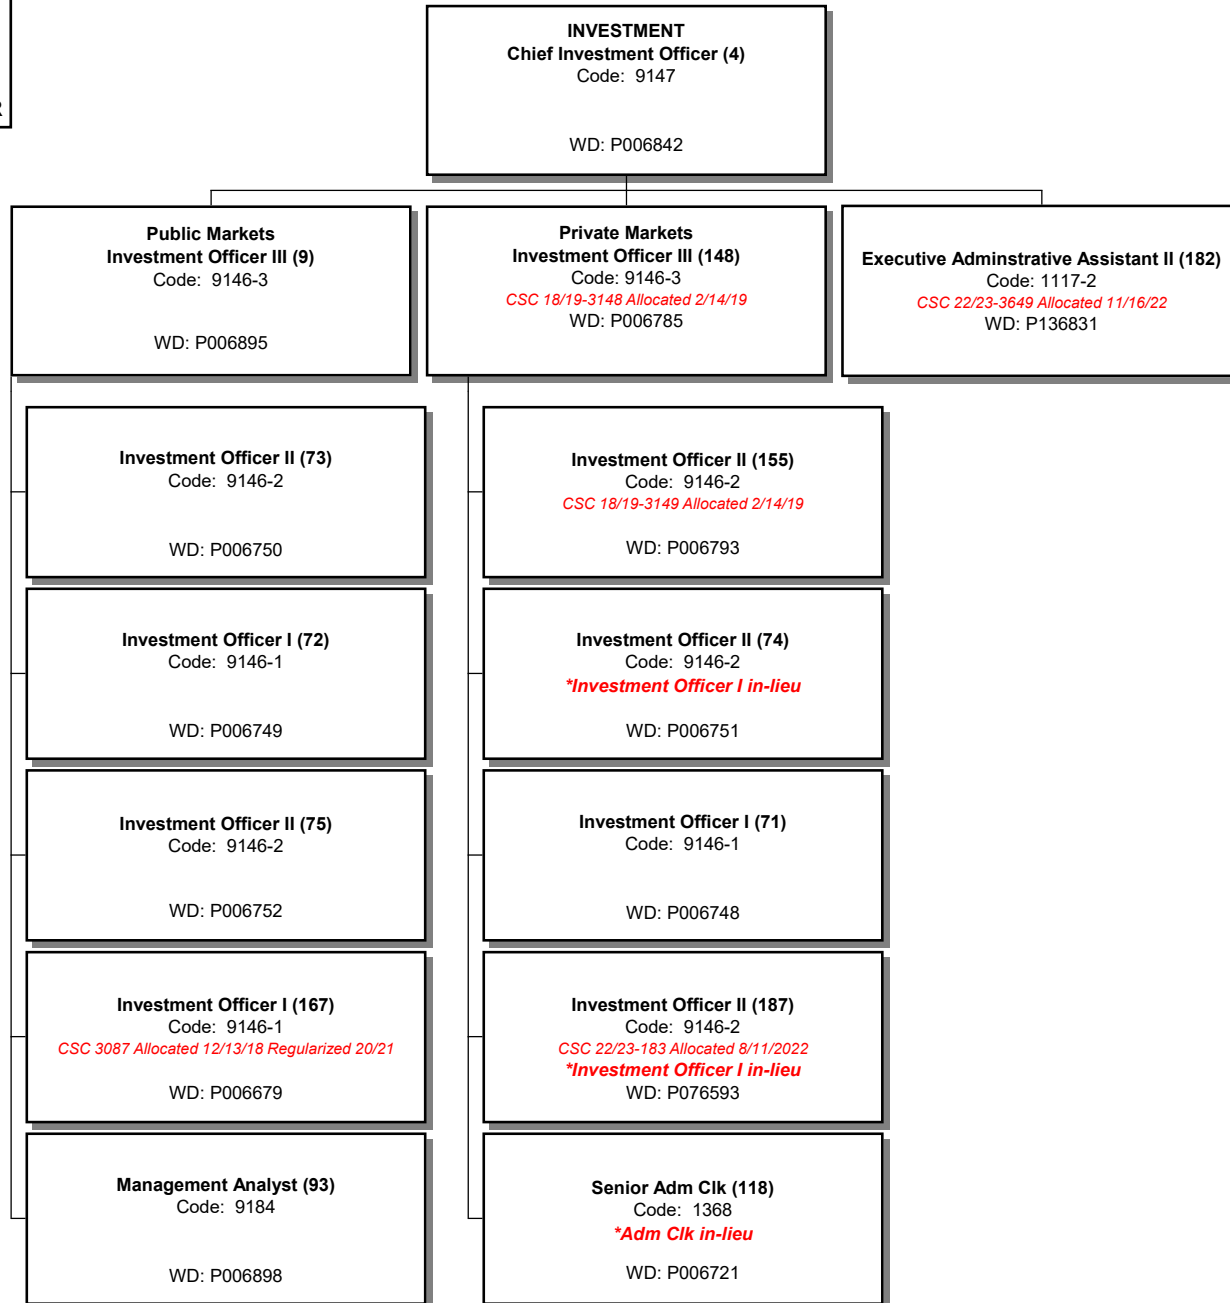 R
INVESTMENT
Chief Investment Officer (4)
Code: 9147
WD: P006842
Public Markets
Investment Officer III (9)
Code: 9146-3
WD: P006895
Private Markets
Investment Officer III (148)
Code: 9146-3
CSC 18/19-3148 Allocated 2/14/19
WD: P006785
Executive Adminstrative Assistant II (182)
Code: 1117-2
CSC 22/23-3649 Allocated 11/16/22
WD: P136831
Investment Officer II (73)
Code: 9146-2
WD: P006750
Investment Officer I (72)
Code: 9146-1
WD: P006749
Investment Officer II (75)
Code: 9146-2
WD: P006752
Investment Officer I (167)
Code: 9146-1
CSC 3087 Allocated 12/13/18 Regularized 20/21
WD: P006679
Management Analyst (93)
Code: 9184
WD: P006898
Investment Officer II (155)
Code: 9146-2
CSC 18/19-3149 Allocated 2/14/19
WD: P006793
Investment Officer II (74)
Code: 9146-2
*Investment Officer I in-lieu
WD: P006751
Investment Officer I (71)
Code: 9146-1
WD: P006748
Investment Officer II (187)
Code: 9146-2
CSC 22/23-183 Allocated 8/11/2022
*Investment Officer I in-lieu
WD: P076593
Senior Adm Clk (118)
Code: 1368
*Adm Clk in-lieu
WD: P006721